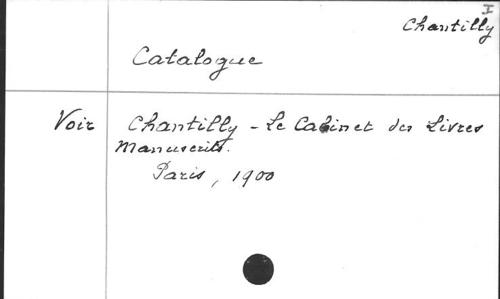 I
Chantilly
Catalogue
Voir Chantilly - Le Cabinet des Livres
Manuscrits.
Paris, 1900